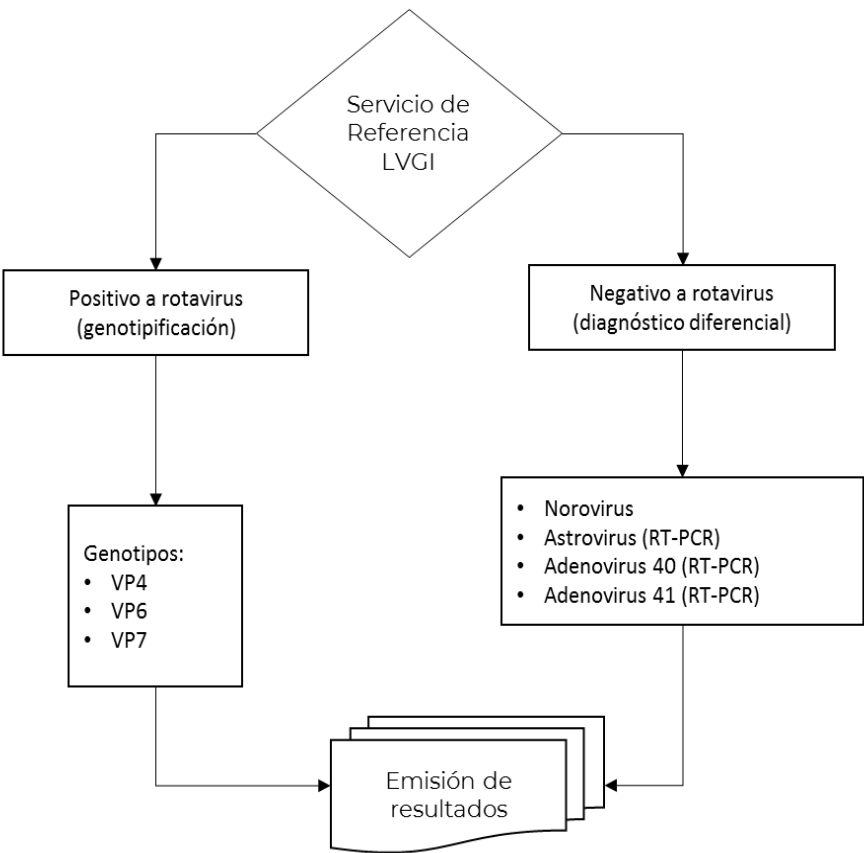 Servicio de
Referencia
LVGI
Positivo a rotavirus
(genotipificación)
Negativo a rotavirus
(diagnóstico diferencial)
Genotipos:
• VP4
• VP6
• VP7
• Norovirus
• Astrovirus (RT-PCR)
• Adenovirus 40 (RT-PCR)
• Adenovirus 41 (RT-PCR)
Emisión de
resultados